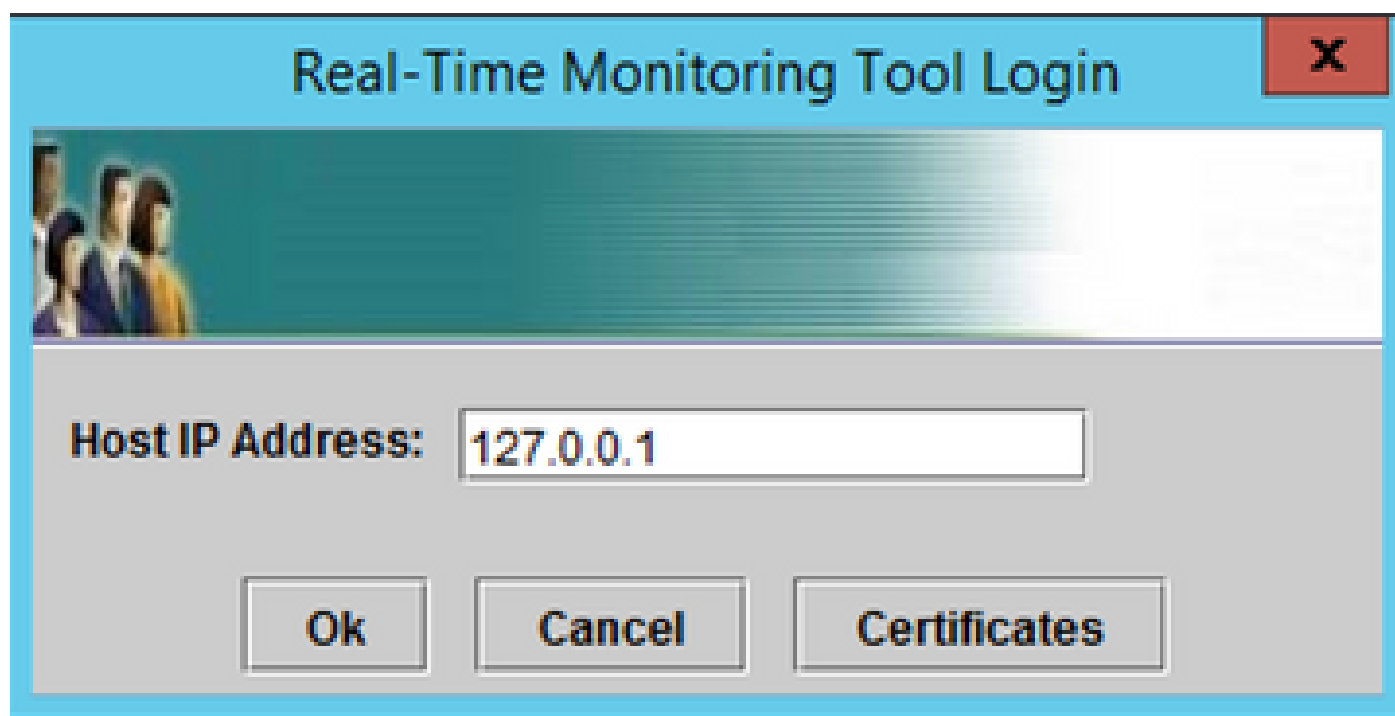 Real-Time Monitoring Tool Login
x
Host IP Address: 127.0.0.1
Ok Cancel Certificates